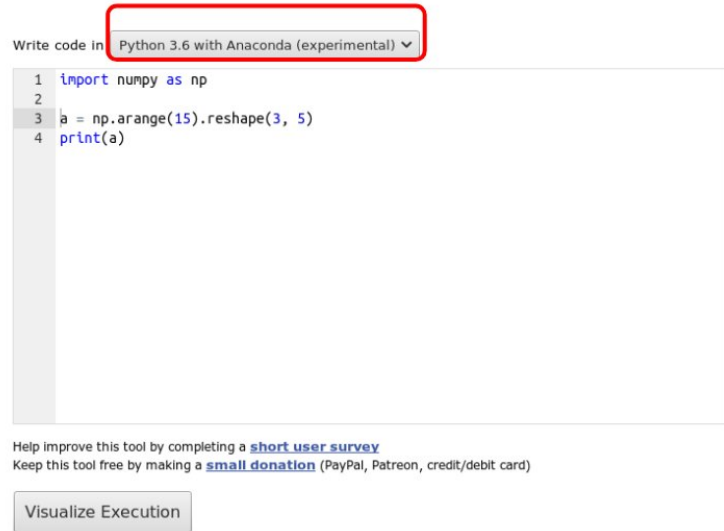 Write code in Python 3.6 with Anaconda (experimental)
1 import numpy as np
2
3 a = np.arange(15).reshape(3, 5)
4 print(a)
Help improve this tool by completing a short user survey
Keep this tool free by making a small donation (PayPal, Patreon, credit/debit card)
Visualize Execution